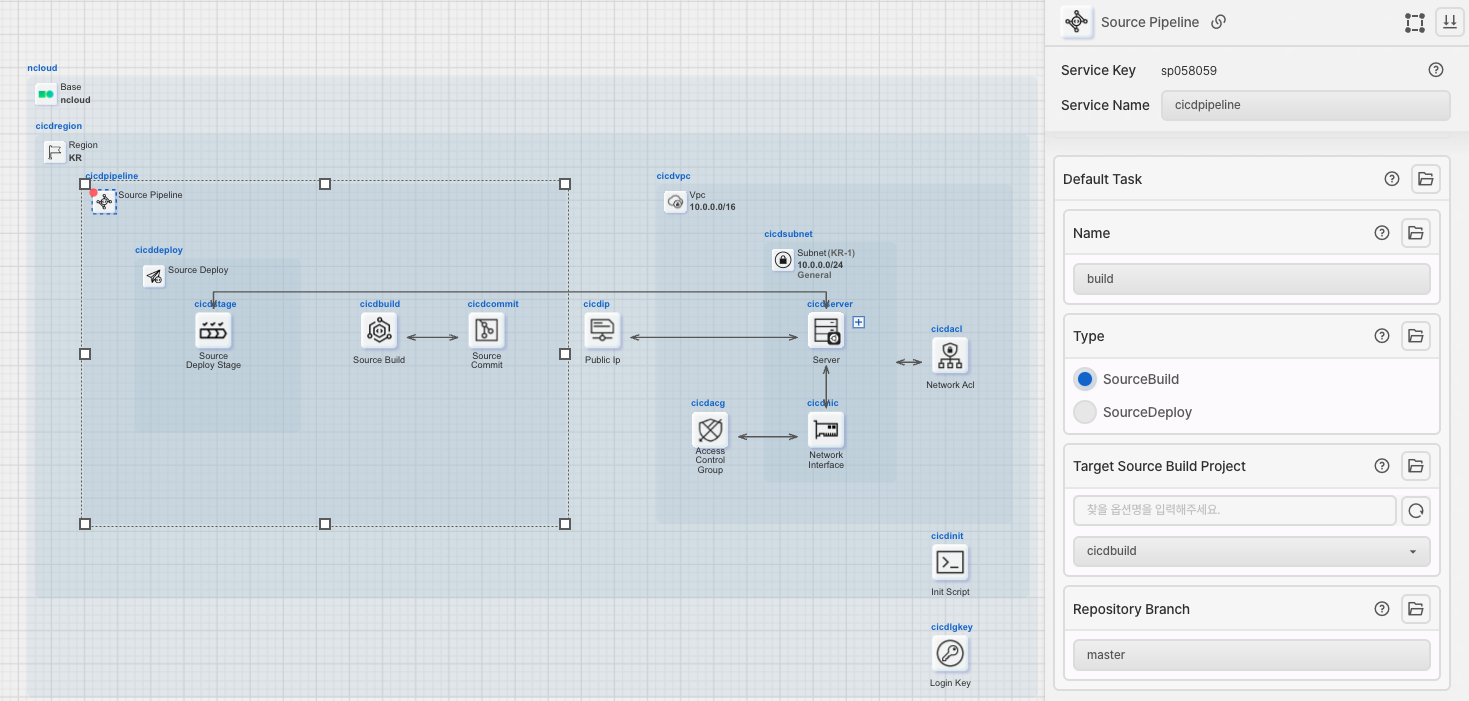 ncloud
Base
ncloud
cicdregion
Region
KR
cicdpipeline
Source Pipeline
cicddeploy
Source Deploy
cicdstage
Source
Deploy Stage
cicdbuild
Source Build
cicdcommit
Source
Commit
cicdip
Public Ip
cicdvpc
Vpc
10.0.0.0/16
cicdsubnet
Subnet(KR-1)
10.0.0.0/24
General
cicdserver
Server
cicdacl
Network Acl
cicdacg
Access
Control
Group
cicdnic
Network
Interface
cicdinit
Init Script
cicdlgkey
Login Key
Source Pipeline
Service Key sp058059
Service Name cicdpipeline
Default Task
Name
build
Type
SourceBuild
SourceDeploy
Target Source Build Project
찾을 옵션명을 입력해주세요.
cicdbuild
Repository Branch
master